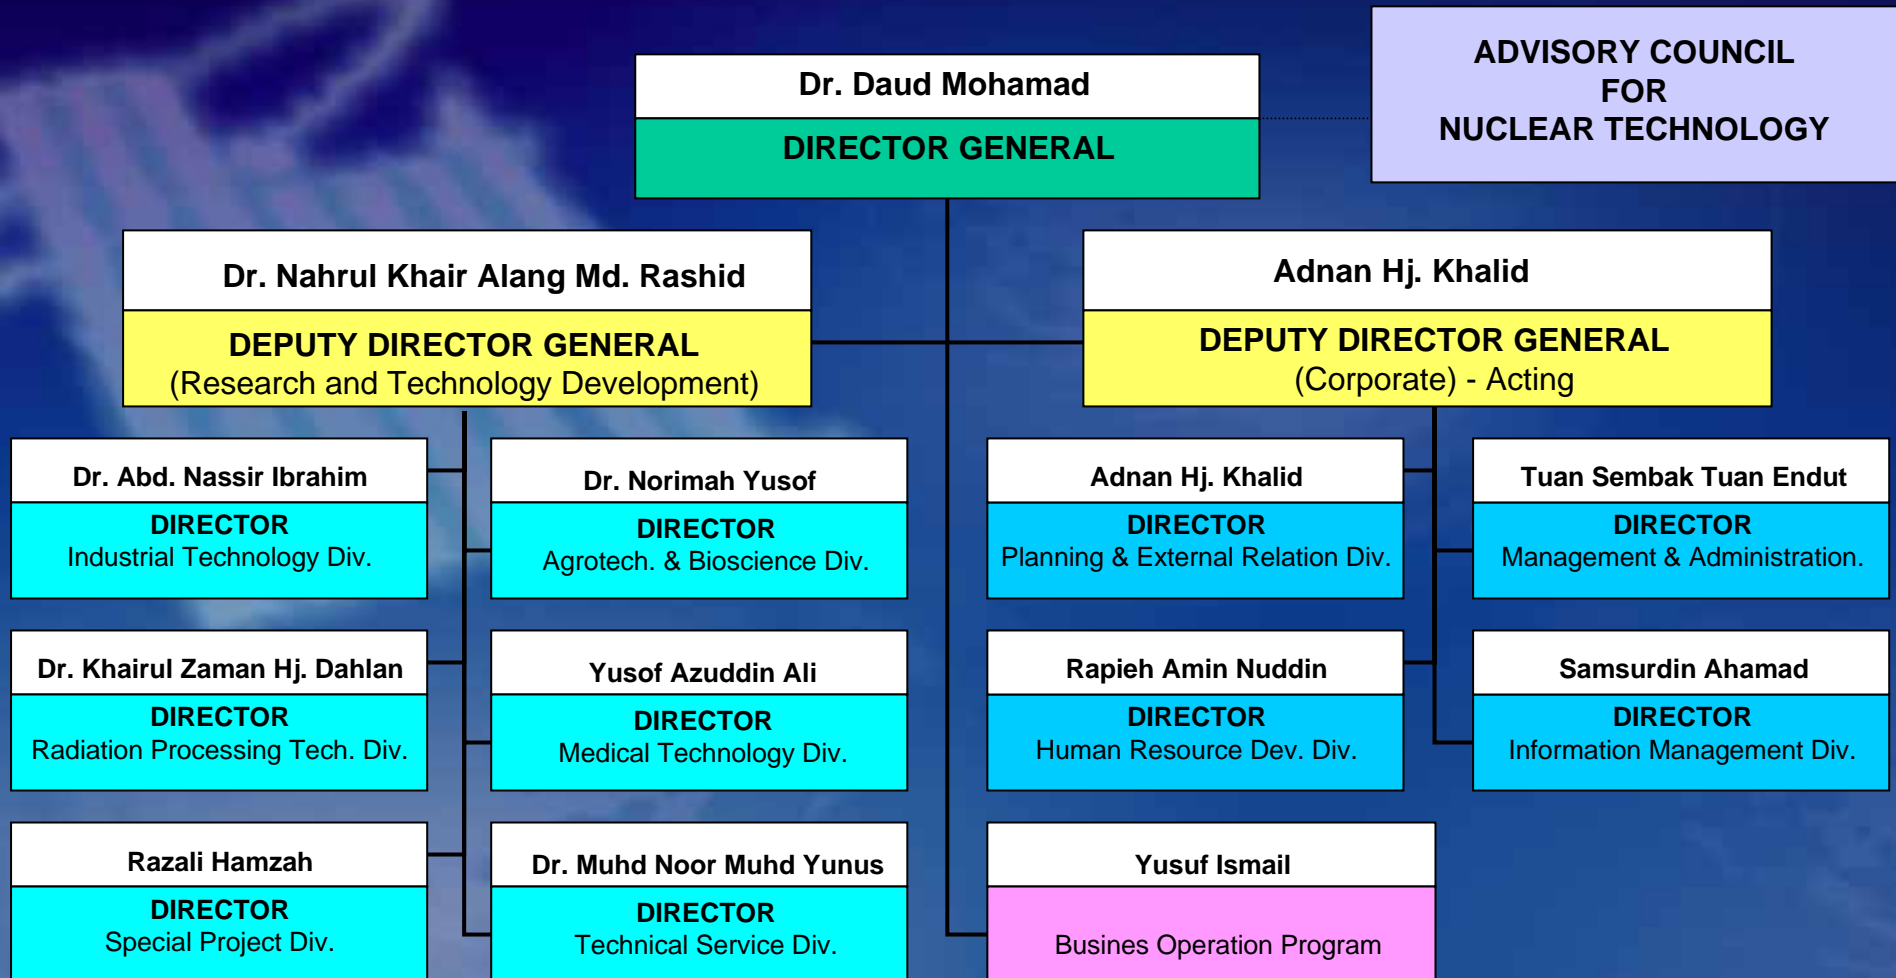 ADVISORY COUNCIL
FOR
NUCLEAR TECHNOLOGY
Dr. Daud Mohamad
DIRECTOR GENERAL
Dr. Nahrul Khair Alang Md. Rashid
DEPUTY DIRECTOR GENERAL
(Research and Technology Development)
Adnan Hj. Khalid
DEPUTY DIRECTOR GENERAL
(Corporate) - Acting
Dr. Abd. Nassir Ibrahim
DIRECTOR
Industrial Technology Div.
Dr. Norimah Yusof
DIRECTOR
Agrotech. & Bioscience Div.
Adnan Hj. Khalid
DIRECTOR
Planning & External Relation Div.
Tuan Sembak Tuan Endut
DIRECTOR
Management & Administration.
Dr. Khairul Zaman Hj. Dahlan
DIRECTOR
Radiation Processing Tech. Div.
Yusof Azuddin Ali
DIRECTOR
Medical Technology Div.
Rapieh Amin Nuddin
DIRECTOR
Human Resource Dev. Div.
Samsurdin Ahamad
DIRECTOR
Information Management Div.
Razali Hamzah
DIRECTOR
Special Project Div.
Dr. Muhd Noor Muhd Yunus
DIRECTOR
Technical Service Div.
Yusuf Ismail
Busines Operation Program